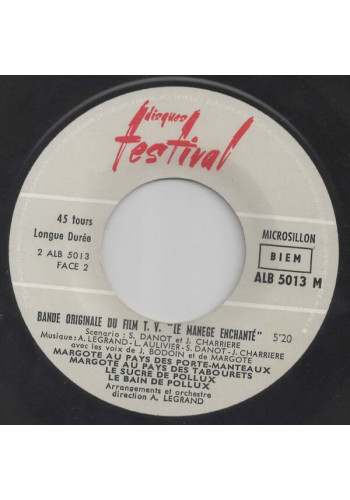 disques
festival
45 tours
Longue Durée
2 ALB 5013
FACE 2
MICROSILLON
BIEM
ALB 5013 M
BANDE ORIGINALE DU FILM T. V. "LE MANEGE ENCHANTÉ" 5'20
Scenario: S. DANOT et J. CHARRIERE
Musique: A. LEGRAND - L. AULIVIER - S. DANOT - J. CHARRIERE
avec les voix de J. BODOIN et de MARGOTE
MARGOTE AU PAYS DES PORTE-MANTEAUX
MARGOTE AU PAYS DES TABOURETS
LE SUCRE DE POLLUX
LE BAIN DE POLLUX
Arrangements et orchestre
direction A. LEGRAND